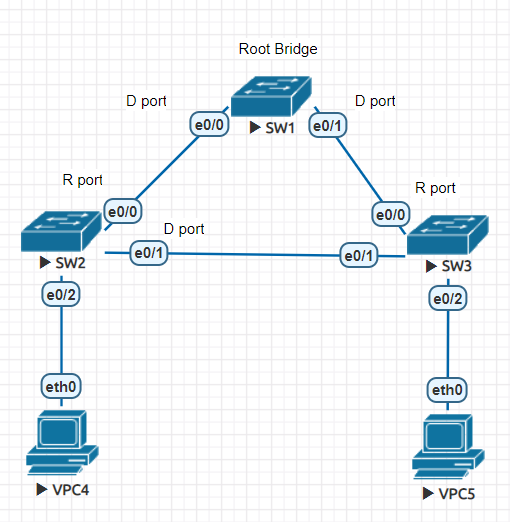 Root Bridge
D port
D port
e0/0
SW1
e0/1
R port
R port
e0/0
e0/0
D port
e0/1
e0/1
SW2
SW3
e0/2
e0/2
eth0
eth0
VPC4
VPC5